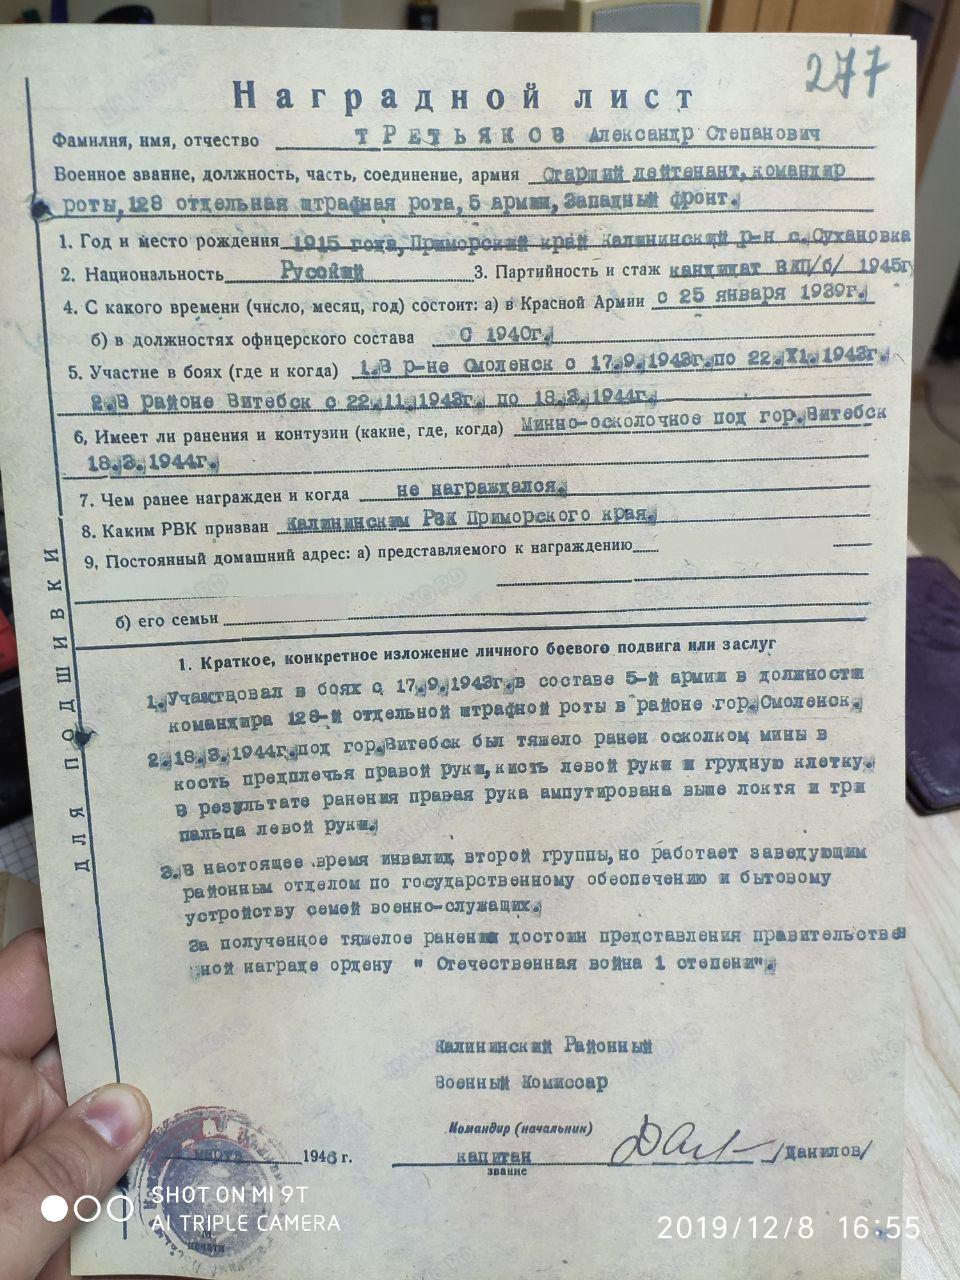 277
Наградной лист
Фамилия, имя, отчество ТРЕТЬЯКОВ Александр Степанович
Военное звание, должность, часть, соединение, армия Старший лейтенант, командир
роты, 128 отдельная штрафная рота, 5 армии, Западный фронт.
1. Год и место рождения 1915 года, Приморский край Калининский р-н с. Сухановка
2. Национальность Русский 3. Партийность и стаж кандидат ВКП/б/ 1945г
4. С какого времени (число, месяц, год) состоит: а) в Красной Армии с 25 января 1939г.
б) в должностях офицерского состава С 1940г.
5. Участие в боях (где и когда) 1.В р-не Смоленск с 17.9.1943г. по 22.XI.1943г.
2.В районе Витебск с 22.11.1943г. по 18.3.1944г.
6. Имеет ли ранения и контузии (какие, где, когда) Минно-осколочное под гор.Витебск
18.3.1944г.
7. Чем ранее награжден и когда не награждался.
8. Каким РВК призван Калининским РВК Приморского края.
9. Постоянный домашний адрес: а) представляемого к награждению
б) его семьи
ДЛЯ ПОДШИВКИ
1. Краткое, конкретное изложение личного боевого подвига или заслуг
1.Участвовал в боях с 17.9.1943г.в составе 5-й армии в должности
командира 128-й отдельной штрафной роты в районе гор.Смоленск.
2.18.3.1944г.под гор.Витебск был тяжело ранен осколком мины в
кость предплечья правой руки, кисть левой руки и грудную клетку.
В результате ранения правая рука ампутирована выше локтя и три
пальца левой руки.
3.В настоящее время инвалид второй группы, но работает заведующим
районным отделом по государственному обеспечению и бытовому
устройству семей военно-служащих.
За полученное тяжелое ранение достоин представления правительствен
ной награде ордену " Отечественная война 1 степени".
Калининский Районный
Военный Комиссар
Командир (начальник)
марта 1946 г. капитан /Данилов/
звание
печати
SHOT ON MI 9T
AI TRIPLE CAMERA
2019/12/8 16:55